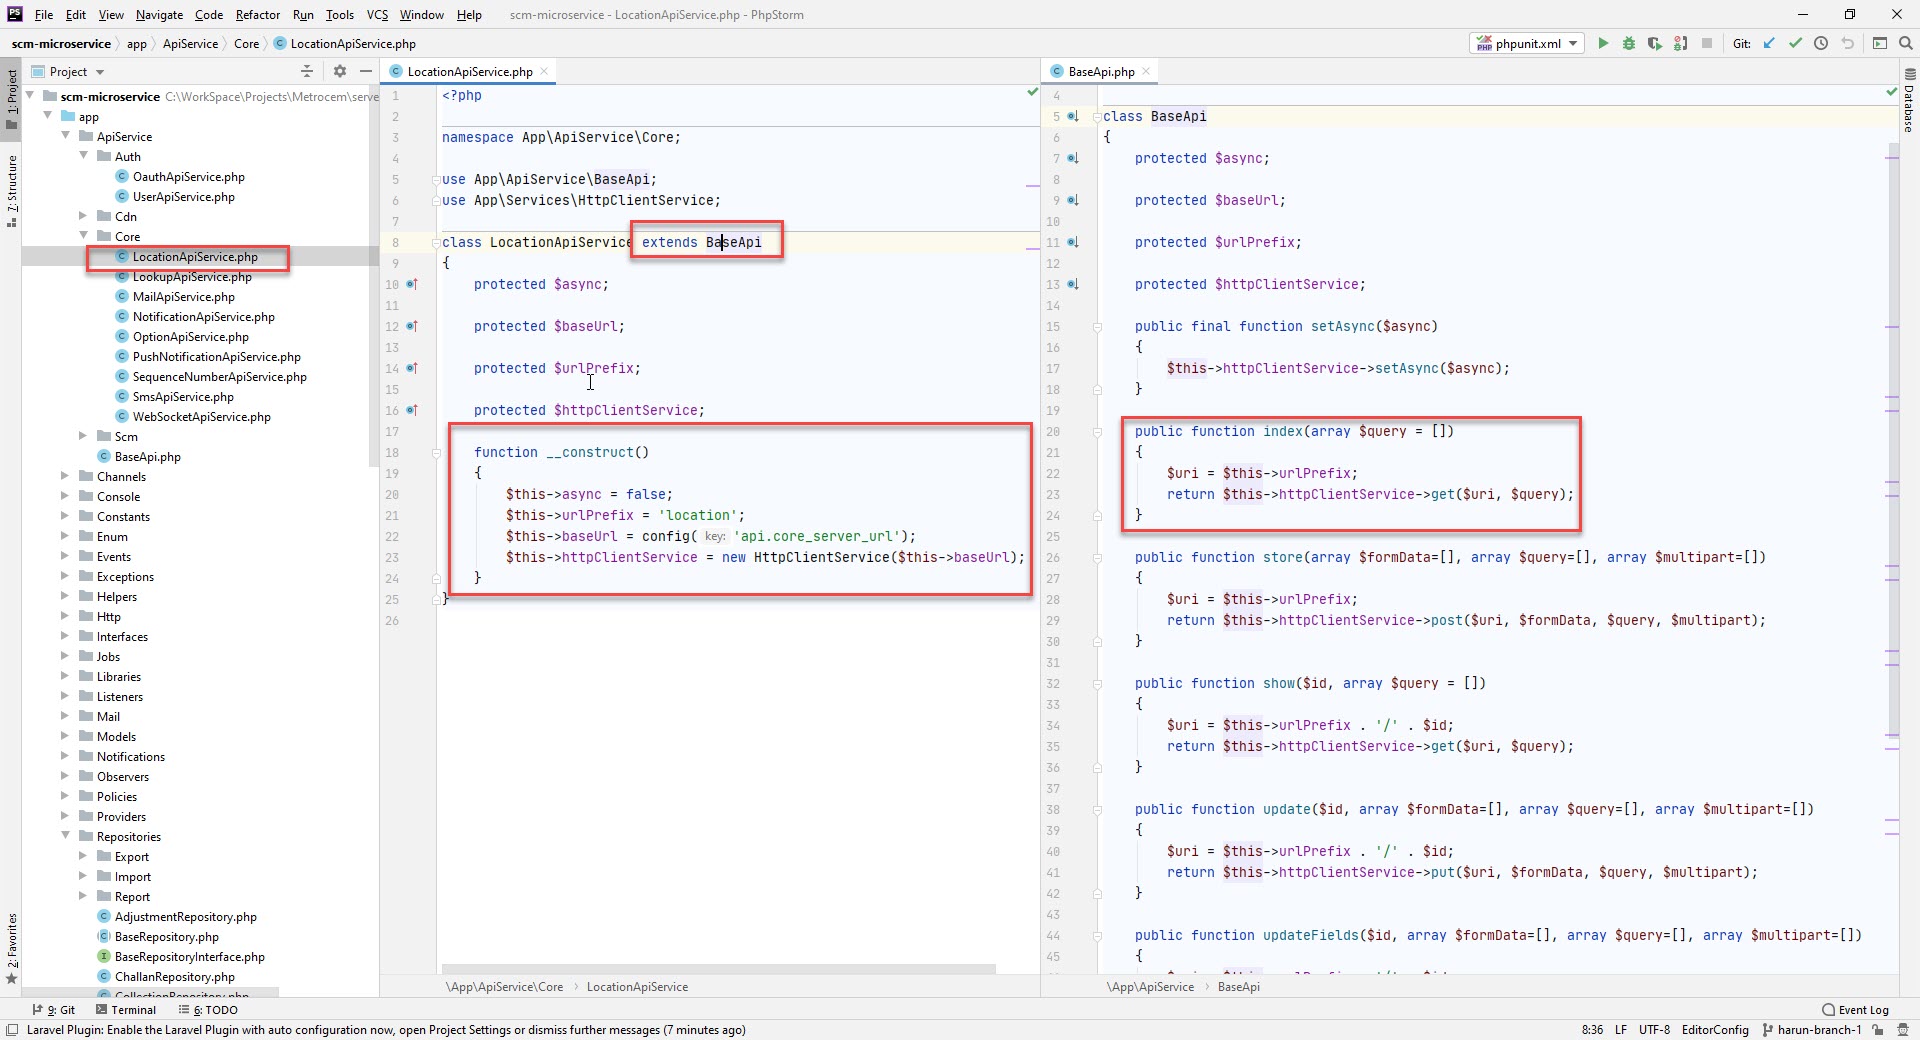 File Edit View Navigate Code Refactor Run Tools VCS Window Help scm-microservice - LocationApiService.php - PhpStorm
scm-microservice app ApiService Core LocationApiService.php
phpunit.xml Git:
1: Project
7: Structure
2: Favorites
Project
scm-microservice C:\WorkSpace\Projects\Metrocem\serve
app
ApiService
Auth
OauthApiService.php
UserApiService.php
Cdn
Core
LocationApiService.php
LookupApiService.php
MailApiService.php
NotificationApiService.php
OptionApiService.php
PushNotificationApiService.php
SequenceNumberApiService.php
SmsApiService.php
WebSocketApiService.php
Scm
BaseApi.php
Channels
Console
Constants
Enum
Events
Exceptions
Helpers
Http
Interfaces
Jobs
Libraries
Listeners
Mail
Models
Notifications
Observers
Policies
Providers
Repositories
Export
Import
Report
AdjustmentRepository.php
BaseRepository.php
BaseRepositoryInterface.php
ChallanRepository.php
CollectionRepository.php
LocationApiService.php
1 <?php
2
3 namespace App\ApiService\Core;
4
5 use App\ApiService\BaseApi;
6 use App\Services\HttpClientService;
7
8 class LocationApiService extends BaseApi
9 {
10 protected $async;
11
12 protected $baseUrl;
13
14 protected $urlPrefix;
15
16 protected $httpClientService;
17
18 function __construct()
19 {
20 $this->async = false;
21 $this->urlPrefix = 'location';
22 $this->baseUrl = config( key: 'api.core_server_url');
23 $this->httpClientService = new HttpClientService($this->baseUrl);
24 }
25 }
26
\App\ApiService\Core LocationApiService
BaseApi.php
4
5 class BaseApi
6 {
7 protected $async;
8
9 protected $baseUrl;
10
11 protected $urlPrefix;
12
13 protected $httpClientService;
14
15 public final function setAsync($async)
16 {
17 $this->httpClientService->setAsync($async);
18 }
19
20 public function index(array $query = [])
21 {
22 $uri = $this->urlPrefix;
23 return $this->httpClientService->get($uri, $query);
24 }
25
26 public function store(array $formData=[], array $query=[], array $multipart=[])
27 {
28 $uri = $this->urlPrefix;
29 return $this->httpClientService->post($uri, $formData, $query, $multipart);
30 }
31
32 public function show($id, array $query = [])
33 {
34 $uri = $this->urlPrefix . '/' . $id;
35 return $this->httpClientService->get($uri, $query);
36 }
37
38 public function update($id, array $formData=[], array $query=[], array $multipart=[])
39 {
40 $uri = $this->urlPrefix . '/' . $id;
41 return $this->httpClientService->put($uri, $formData, $query, $multipart);
42 }
43
44 public function updateFields($id, array $formData=[], array $query=[], array $multipart=[])
45 {
\App\ApiService BaseApi
Database
9: Git Terminal 6: TODO Event Log
Laravel Plugin: Enable the Laravel Plugin with auto configuration now, open Project Settings or dismiss further messages (7 minutes ago) 8:36 LF UTF-8 EditorConfig harun-branch-1